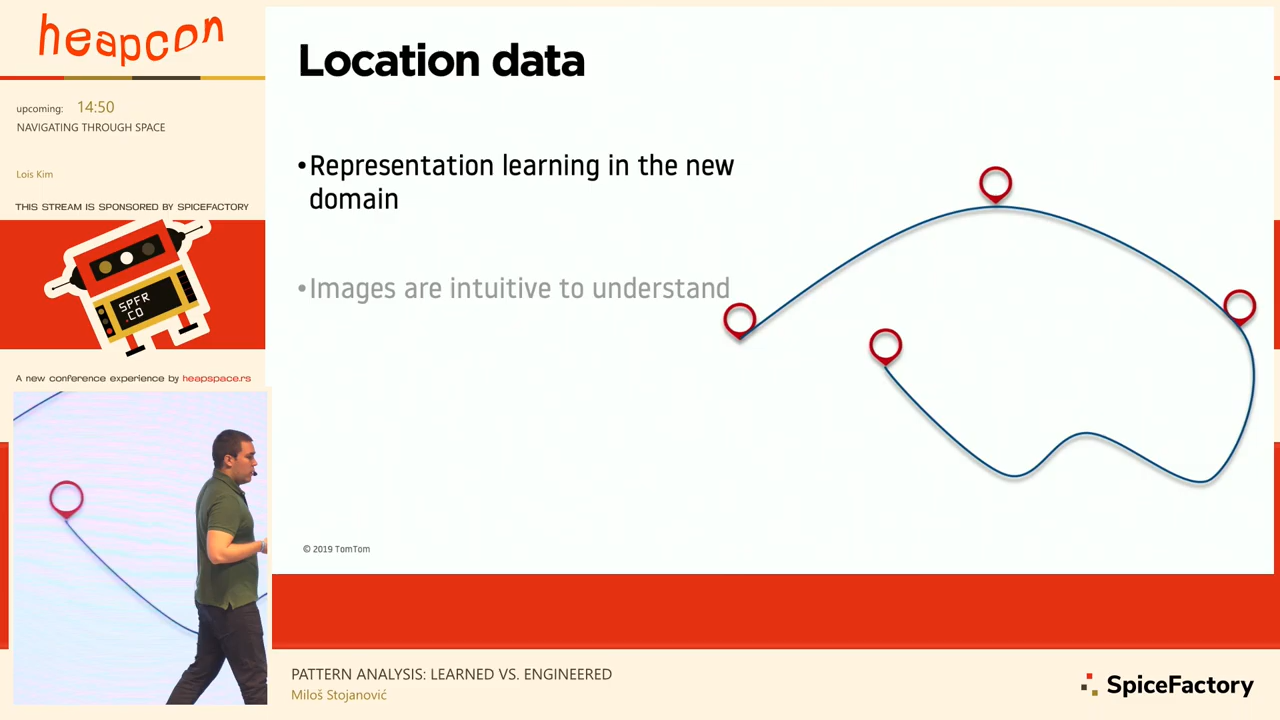 heapcon
upcoming: 14:50
NAVIGATING THROUGH SPACE
Lois Kim
THIS STREAM IS SPONSORED BY SPICEFACTORY
SPFR
.CO
A new conference experience by heapspace.rs
Location data
•Representation learning in the new
domain
•Images are intuitive to understand
© 2019 TomTom
PATTERN ANALYSIS: LEARNED VS. ENGINEERED
Miloš Stojanović
SpiceFactory